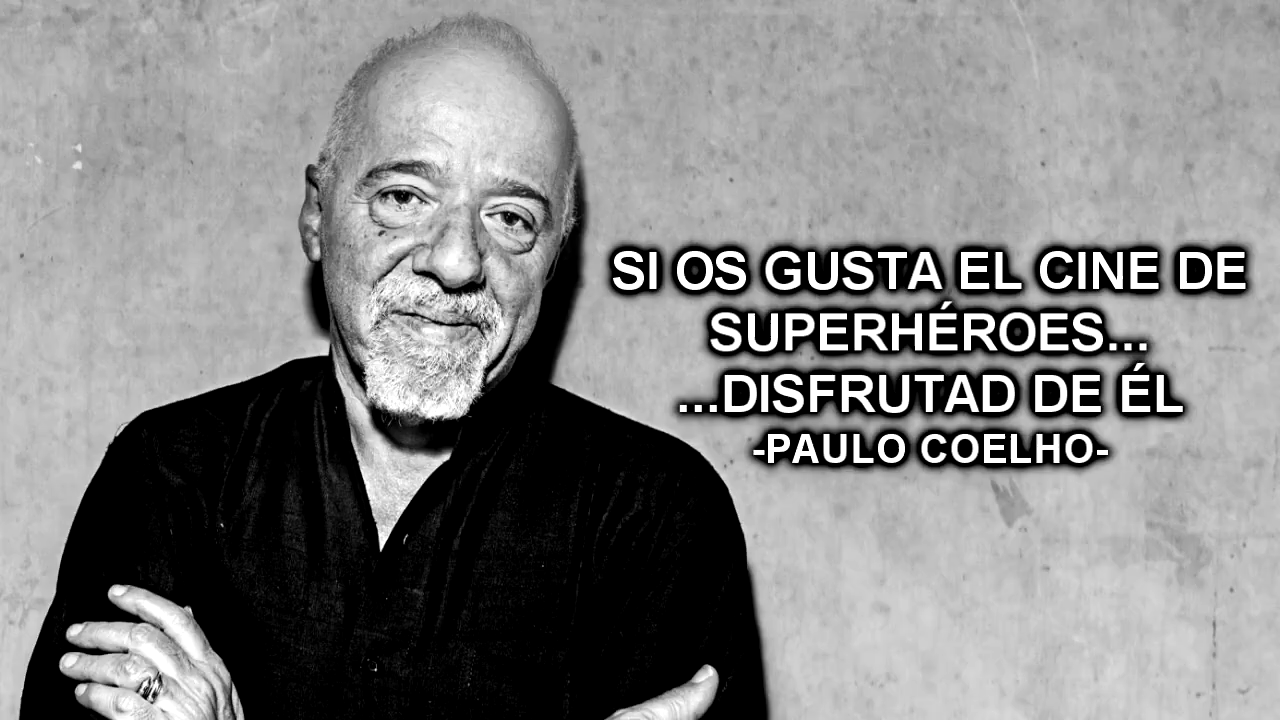 SI OS GUSTA EL CINE DE
SUPERHÉROES...
...DISFRUTAD DE ÉL
-PAULO COELHO-